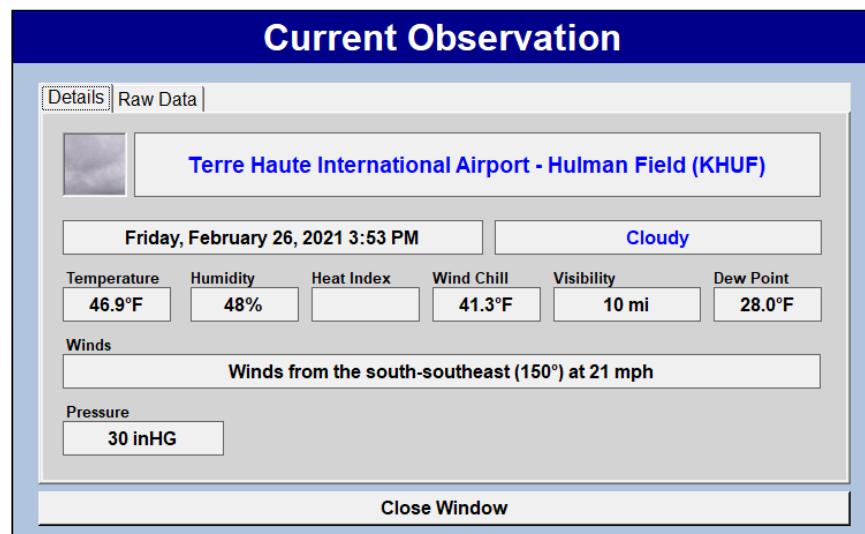 Current Observation
Details Raw Data
Terre Haute International Airport - Hulman Field (KHUF)
Friday, February 26, 2021 3:53 PM Cloudy
Temperature Humidity Heat Index Wind Chill Visibility Dew Point
46.9°F 48% 41.3°F 10 mi 28.0°F
Winds
Winds from the south-southeast (150°) at 21 mph
Pressure
30 inHG
Close Window